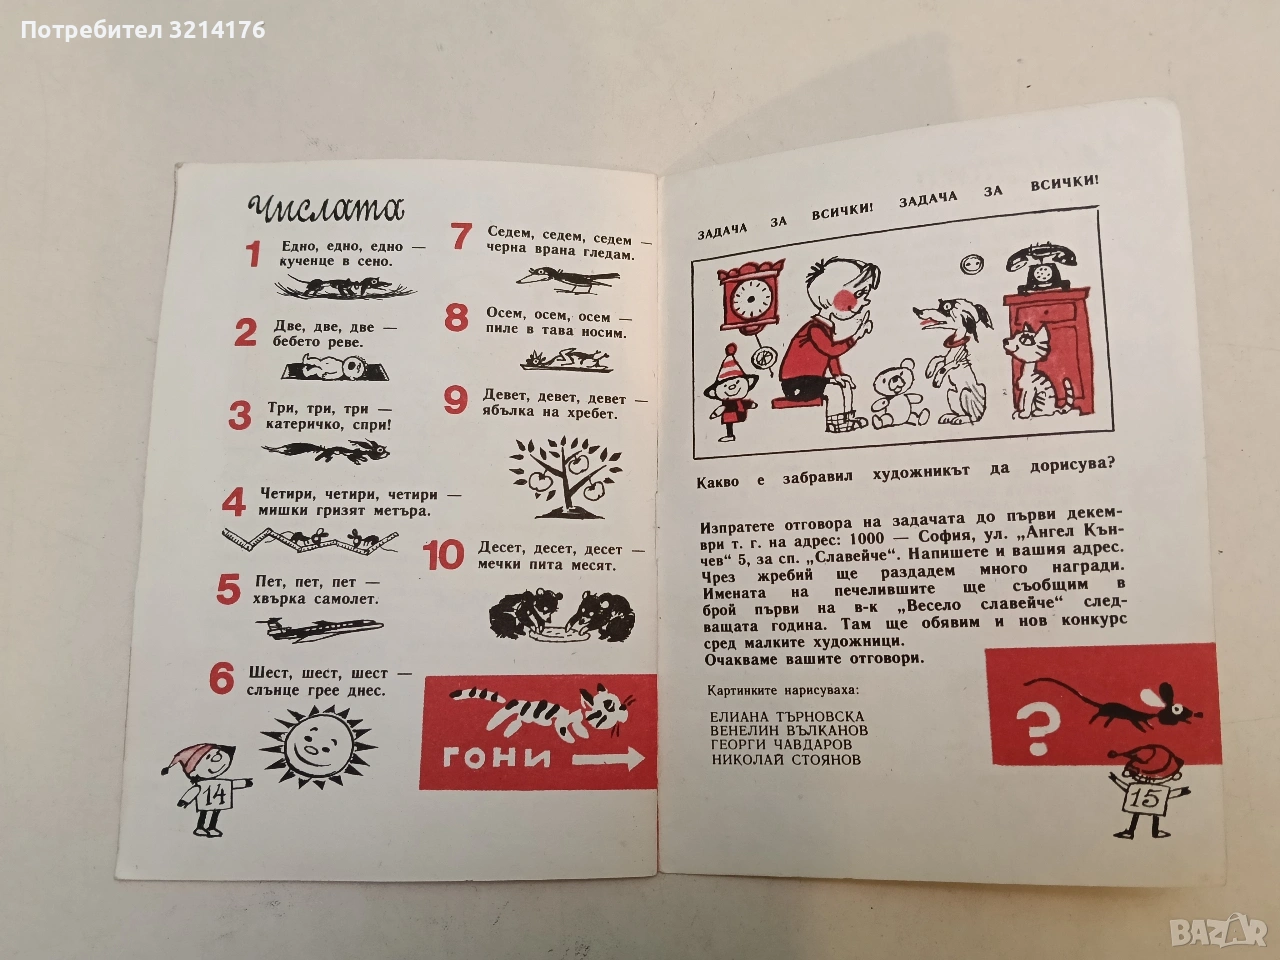 Потребител 3214176
Числата
1 Едно, едно, едно —
кученце в сено.
2 Две, две, две —
бебето реве.
3 Три, три, три —
катеричко, спри!
4 Четири, четири, четири —
мишки гризят метъра.
5 Пет, пет, пет —
хвърка самолет.
6 Шест, шест, шест —
слънце грее днес.
14
7 Седем, седем, седем —
черна врана гледам.
8 Осем, осем, осем —
пиле в тава носим.
9 Девет, девет, девет —
ябълка на хребет.
10 Десет, десет, десет —
мечки пита месят.
ГОНИ
ЗАДАЧА ЗА ВСИЧКИ! ЗАДАЧА ЗА ВСИЧКИ!
Какво е забравил художникът да дорисува?
Изпратете отговора на задачата до първи декем-
ври т. г. на адрес: 1000 — София, ул. „Ангел Кън-
чев“ 5, за сп. „Славейче“. Напишете и вашия адрес.
Чрез жребий ще раздадем много награди.
Имената на печелившите ще съобщим в
брой първи на в-к „Весело славейче“ след-
ващата година. Там ще обявим и нов конкурс
сред малките художници.
Очакваме вашите отговори.
Картинките нарисуваха:
ЕЛИАНА ТЪРНОВСКА
ВЕНЕЛИН ВЪЛКАНОВ
ГЕОРГИ ЧАВДАРОВ
НИКОЛАЙ СТОЯНОВ
?
15
BAZAR